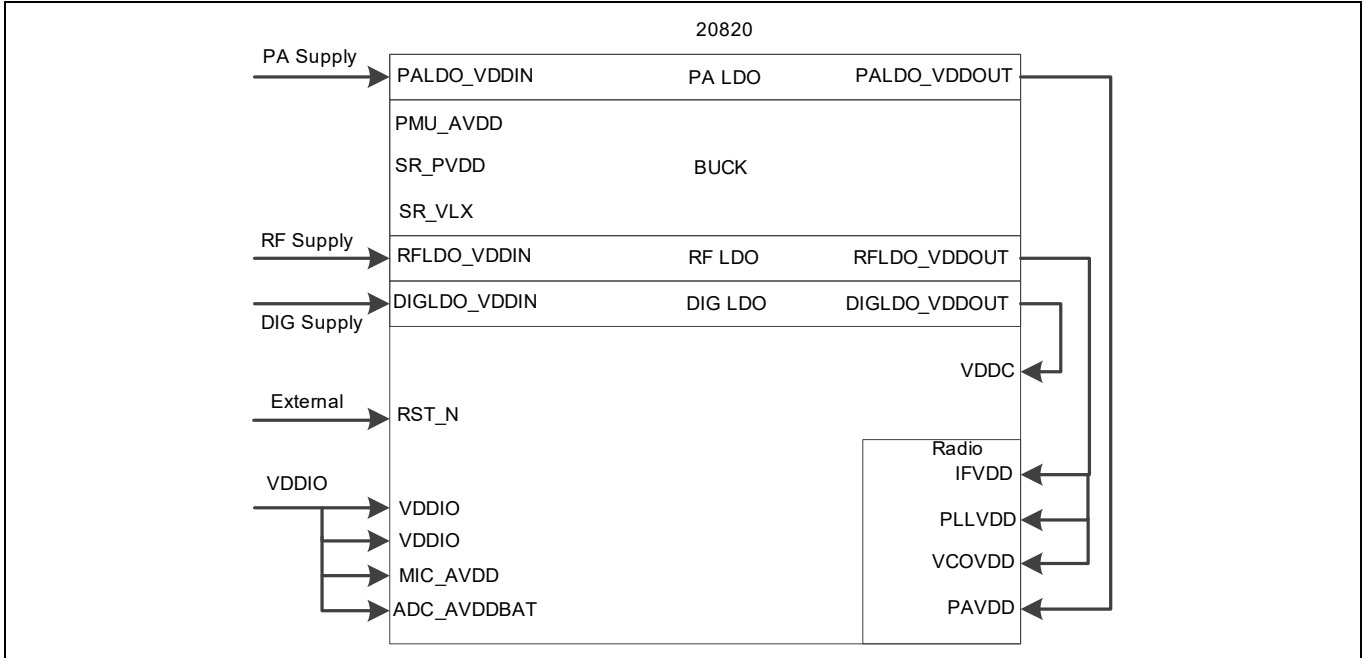 20820
PA Supply
PALDO_VDDIN PA LDO PALDO_VDDOUT
PMU_AVDD
SR_PVDD BUCK
SR_VLX
RF Supply
RFLDO_VDDIN RF LDO RFLDO_VDDOUT
DIGLDO_VDDIN DIG LDO DIGLDO_VDDOUT
DIG Supply
VDDC
External
RST_N
Radio
IFVDD
VDDIO
VDDIO
PLLVDD
VDDIO
VCOVDD
MIC_AVDD
ADC_AVDDBAT
PAVDD